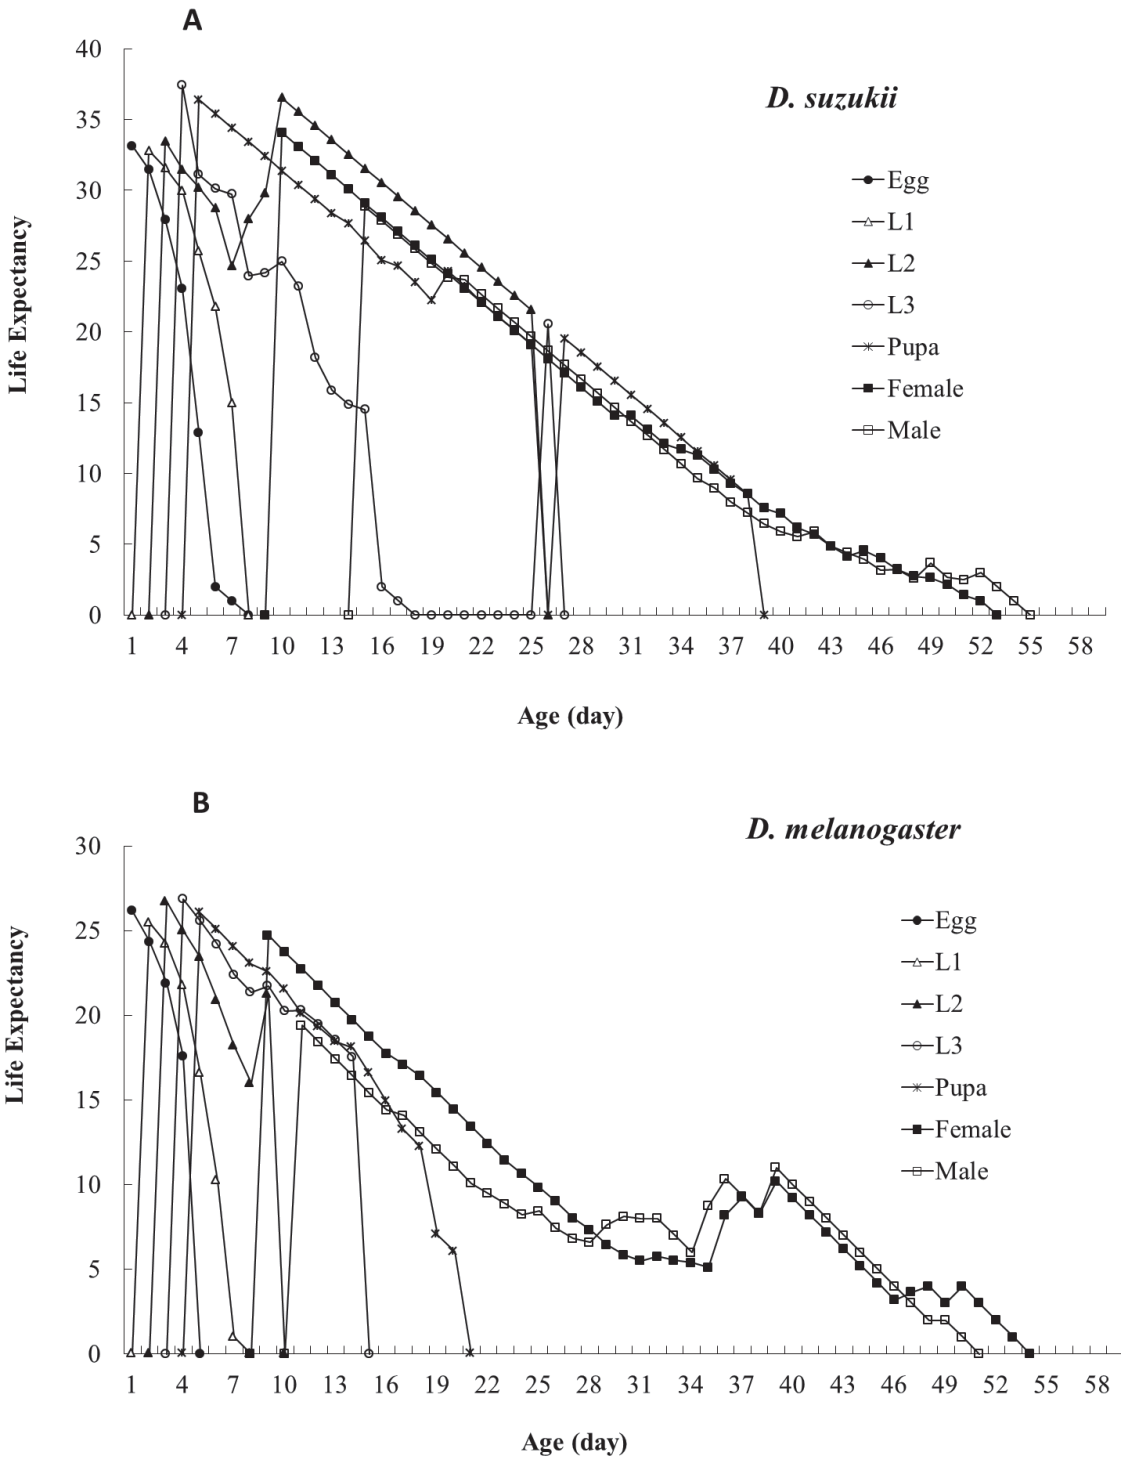 A
D. suzukii
Life Expectancy
40
35
30
25
20
15
10
5
0
Egg
L1
L2
L3
Pupa
Female
Male
1 4 7 10 13 16 19 22 25 28 31 34 37 40 43 46 49 52 55 58
Age (day)
B
D. melanogaster
Life Expectancy
30
25
20
15
10
5
0
Egg
L1
L2
L3
Pupa
Female
Male
1 4 7 10 13 16 19 22 25 28 31 34 37 40 43 46 49 52 55 58
Age (day)